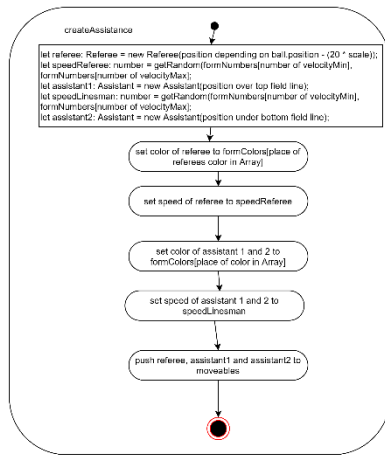 createAssistance
let referee: Referee = new Referee(position depending on ball.position - (20 * scale));
let speedReferee: number = getRandom(formNumbers[number of velocityMin],
formNumbers[number of velocityMax];
let assistant1: Assistant = new Assistant(position over top field line);
let speedLinesman: number = getRandom(formNumbers[number of velocityMin],
formNumbers[number of velocityMax];
let assistant2: Assistant = new Assistant(position under bottom field line);
set color of referee to formColors[place of
referees color in Array]
set speed of referee to speedReferee
set color of assistant 1 and 2 to
formColors[place of color in Array]
set speed of assistant 1 and 2 to
speedLinesman
push referee, assistant1 and assistant2 to
moveables